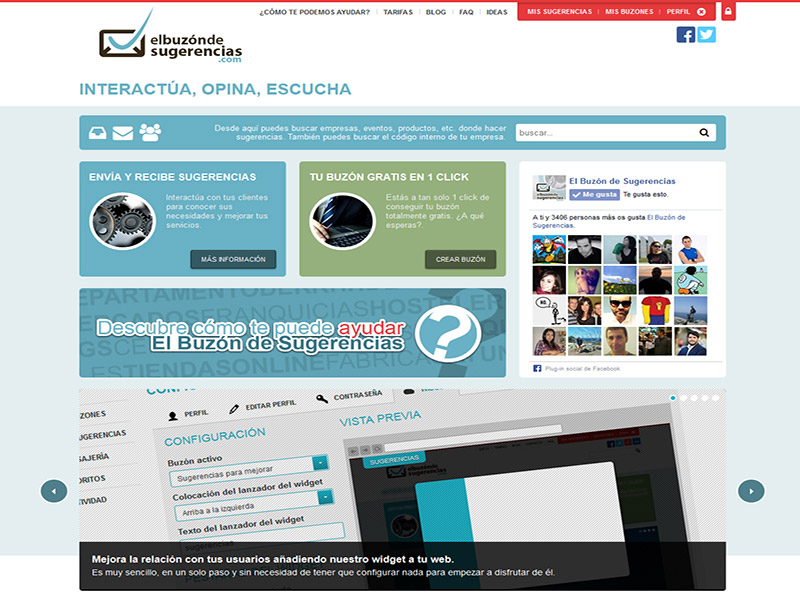 ¿CÓMO TE PODEMOS AYUDAR? TARIFAS BLOG FAQ IDEAS MIS SUGERENCIAS MIS BUZONES PERFIL
elbuzónde
sugerencias
.com
INTERACTÚA, OPINA, ESCUCHA
Desde aquí puedes buscar empresas, eventos, productos, etc. donde hacer
sugerencias. También puedes buscar el código interno de tu empresa.
buscar...
ENVÍA Y RECIBE SUGERENCIAS
Interactúa con tus clientes
para conocer sus
necesidades y mejorar tus
servicios.
MÁS INFORMACIÓN
TU BUZÓN GRATIS EN 1 CLICK
Estás a tan solo 1 click de
conseguir tu buzón
totalmente gratis. ¿A qué
esperas?.
CREAR BUZÓN
El Buzón de Sugerencias
Me gusta Te gusta esto.
A ti y 3406 personas más os gusta El Buzón de
Sugerencias.
NO.
Plug-in social de Facebook
Descubre cómo te puede ayudar
El Buzón de Sugerencias
PERFIL EDITAR PERFIL CONTRASEÑA
CONFIGURACIÓN
Buzón activo
Sugerencias para mejorar
Colocación del lanzador del widget
Arriba a la izquierda
Texto del lanzador del widget
Sugerencias
VISTA PREVIA
SUGERENCIAS
elbuzónde
sugerencias
Mejora la relación con tus usuarios añadiendo nuestro widget a tu web.
Es muy sencillo, en un solo paso y sin necesidad de tener que configurar nada para empezar a disfrutar de él.